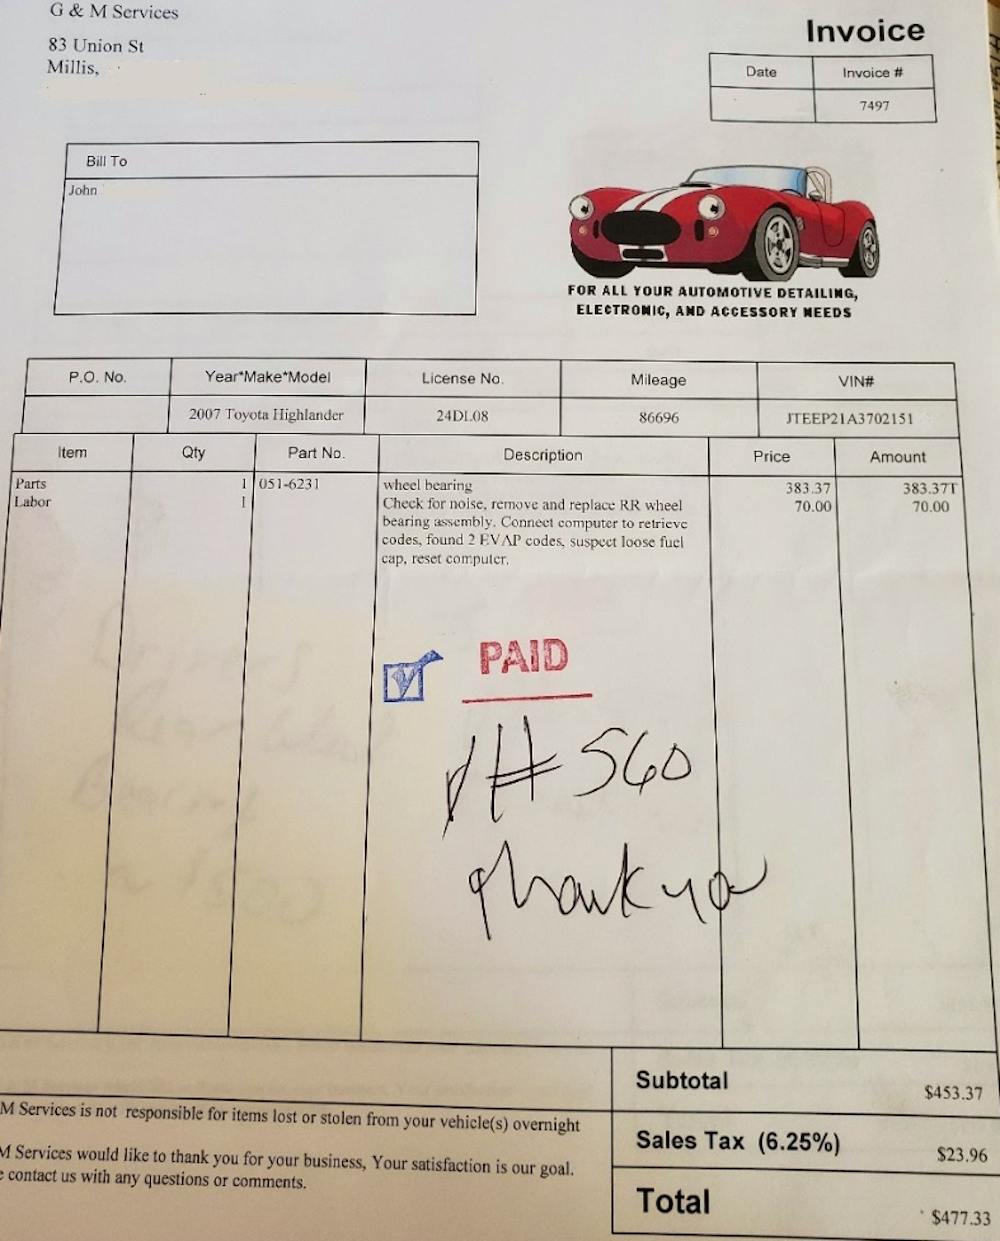 G & M Services
83 Union St
Millis,
Invoice
Date Invoice #
7497
Bill To
John
FOR ALL YOUR AUTOMOTIVE DETAILING,
ELECTRONIC, AND ACCESSORY NEEDS
P.O. No. Year*Make*Model License No. Mileage VIN#
2007 Toyota Highlander 24DL08 86696 JTEEP21A3702151
Item Qty Part No. Description Price Amount
Parts 1 051-6231 wheel bearing 383.37 383.37T
Labor 1 Check for noise, remove and replace RR wheel 70.00 70.00
bearing assembly. Connect computer to retrieve
codes, found 2 EVAP codes, suspect loose fuel
cap, reset computer.
PAID
# 560
thank you
Subtotal $453.37
M Services is not responsible for items lost or stolen from your vehicle(s) overnight
Sales Tax (6.25%) $23.96
M Services would like to thank you for your business, Your satisfaction is our goal.
contact us with any questions or comments.
Total $477.33